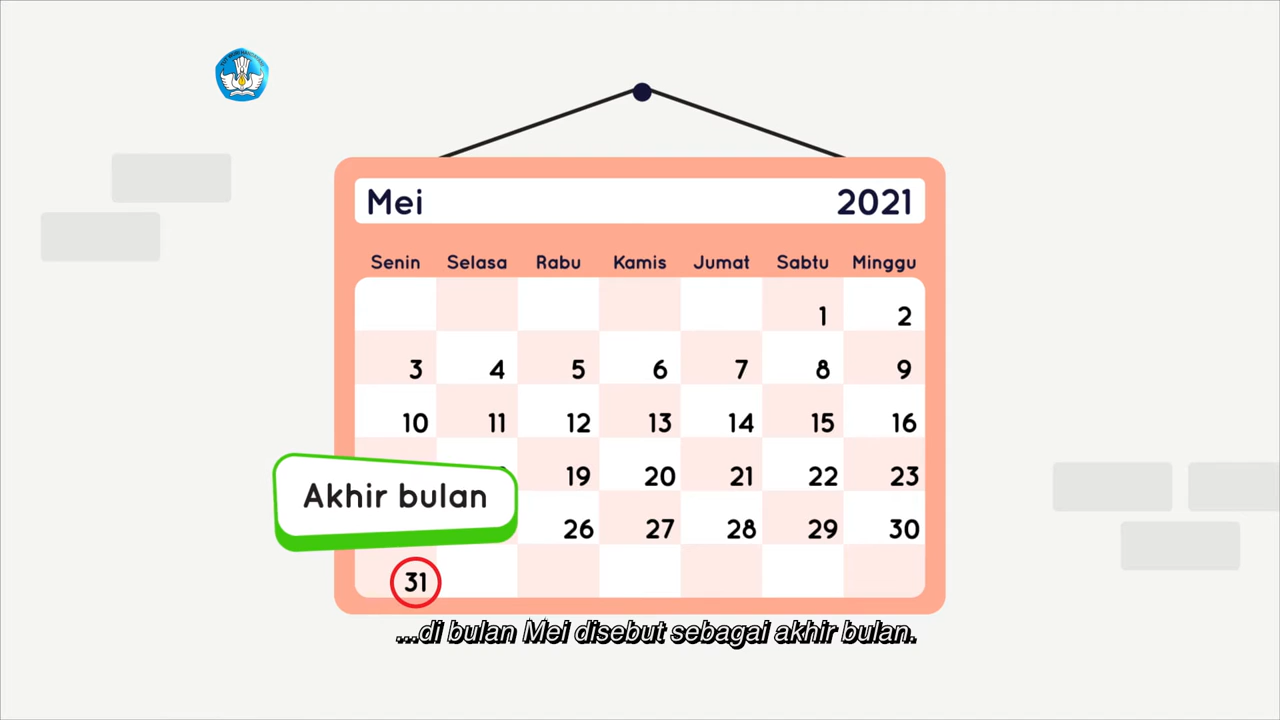 Mei 2021
Senin Selasa Rabu Kamis Jumat Sabtu Minggu
1 2
3 4 5 6 7 8 9
10 11 12 13 14 15 16
19 20 21 22 23
Akhir bulan
26 27 28 29 30
31
...di bulan Mei disebut sebagai akhir bulan.